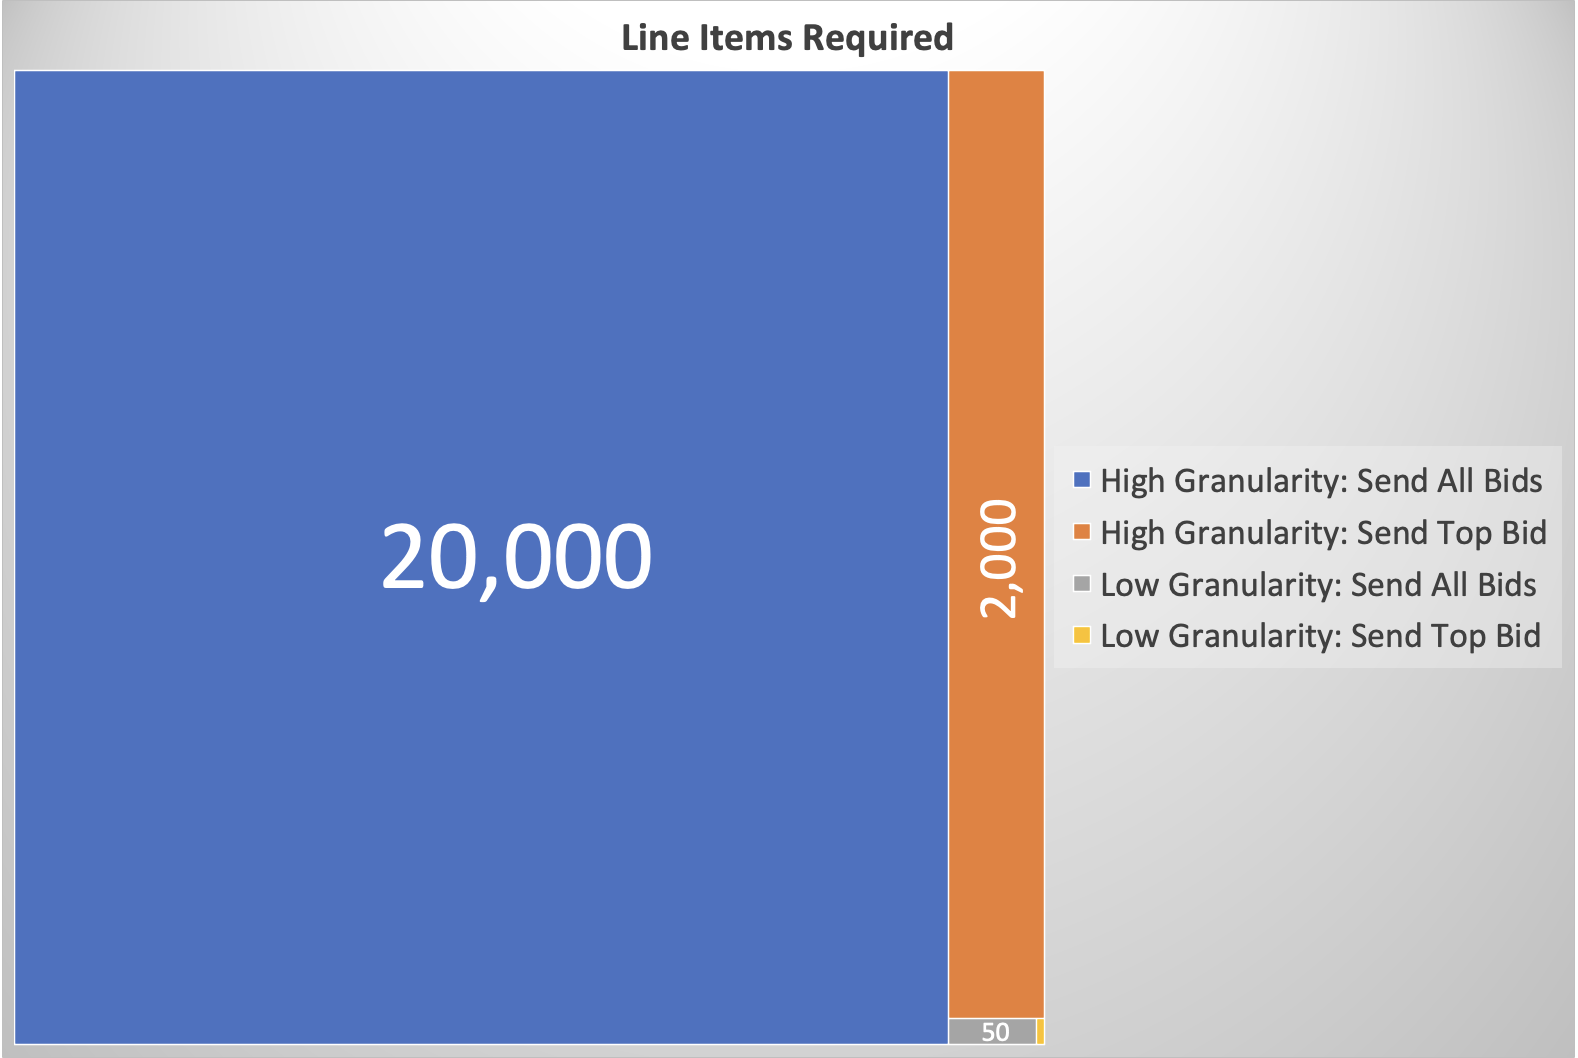 Line Items Required
20,000
2,000
50
High Granularity: Send All Bids
High Granularity: Send Top Bid
Low Granularity: Send All Bids
Low Granularity: Send Top Bid